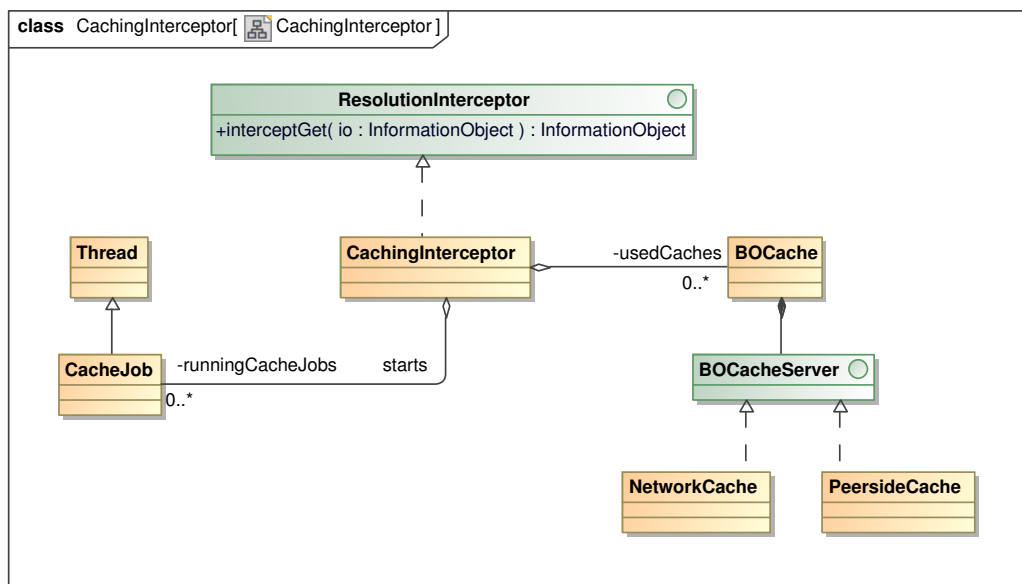 class CachingInterceptor[ CachingInterceptor ]
ResolutionInterceptor
+interceptGet( io : InformationObject ) : InformationObject
Thread
CachingInterceptor
-usedCaches
BOCache
0..*
CacheJob
-runningCacheJobs
starts
0..*
BOCacheServer
NetworkCache
PeersideCache